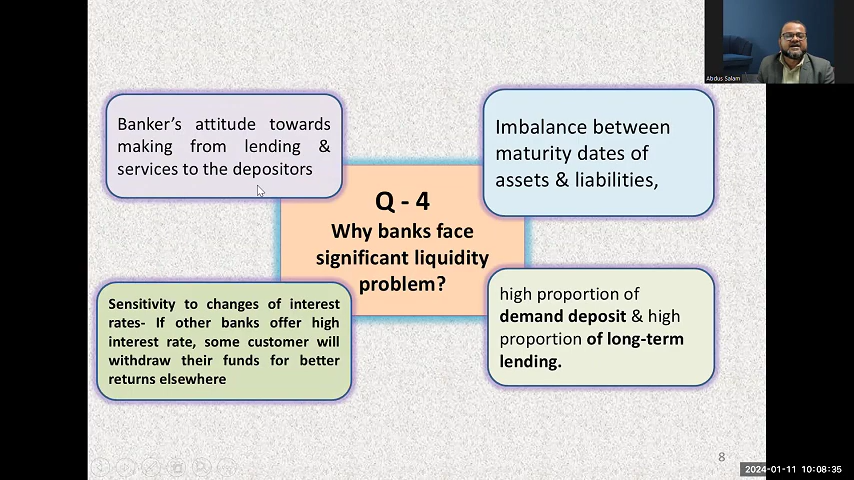 Abdus Salam
Banker's attitude towards
making from lending &
services to the depositors
Imbalance between
maturity dates of
assets & liabilities,
Q - 4
Why banks face
significant liquidity
problem?
Sensitivity to changes of interest
rates- If other banks offer high
interest rate, some customer will
withdraw their funds for better
returns elsewhere
high proportion of
demand deposit & high
proportion of long-term
lending.
8
2024-01-11 10:08:35